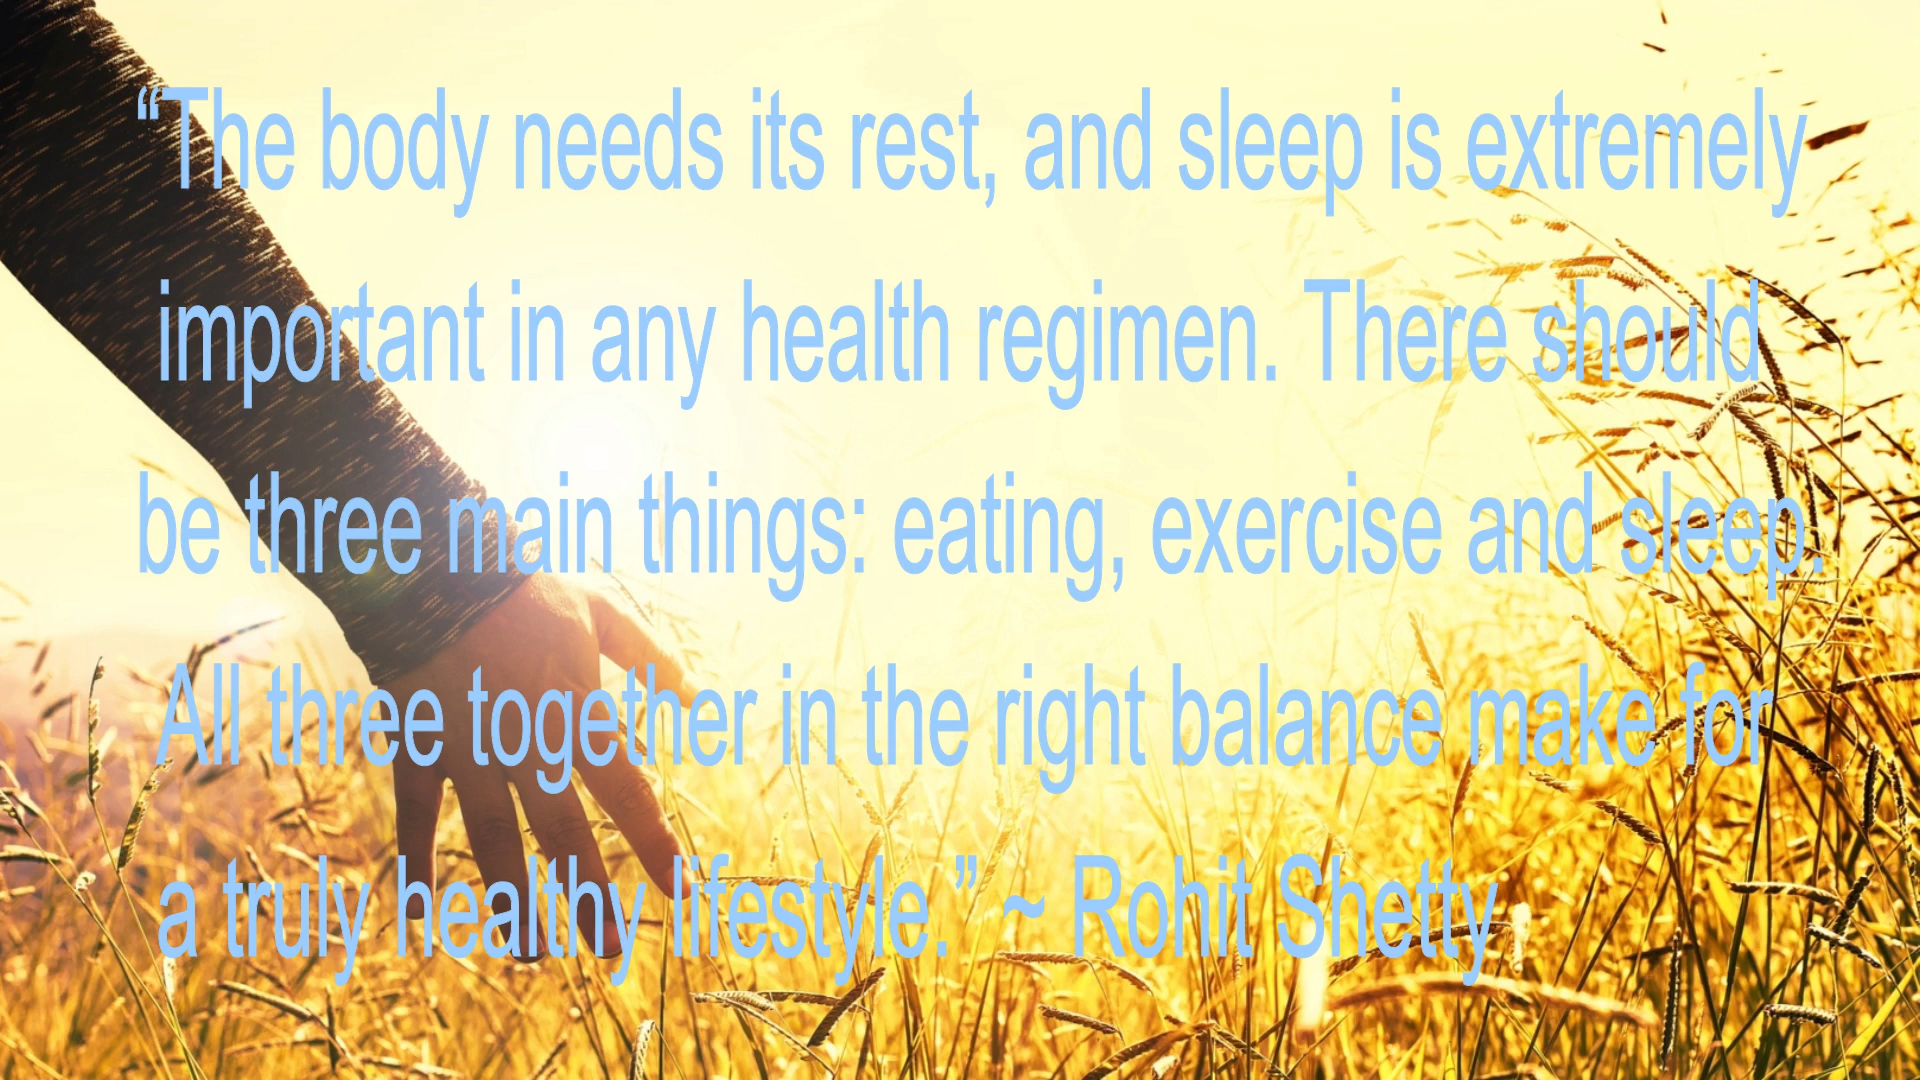 “The body needs its rest, and sleep is extremely
important in any health regimen. There should
be three main things: eating, exercise and sleep.
All three together in the right balance make for
a truly healthy lifestyle.” ~ Rohit Shetty